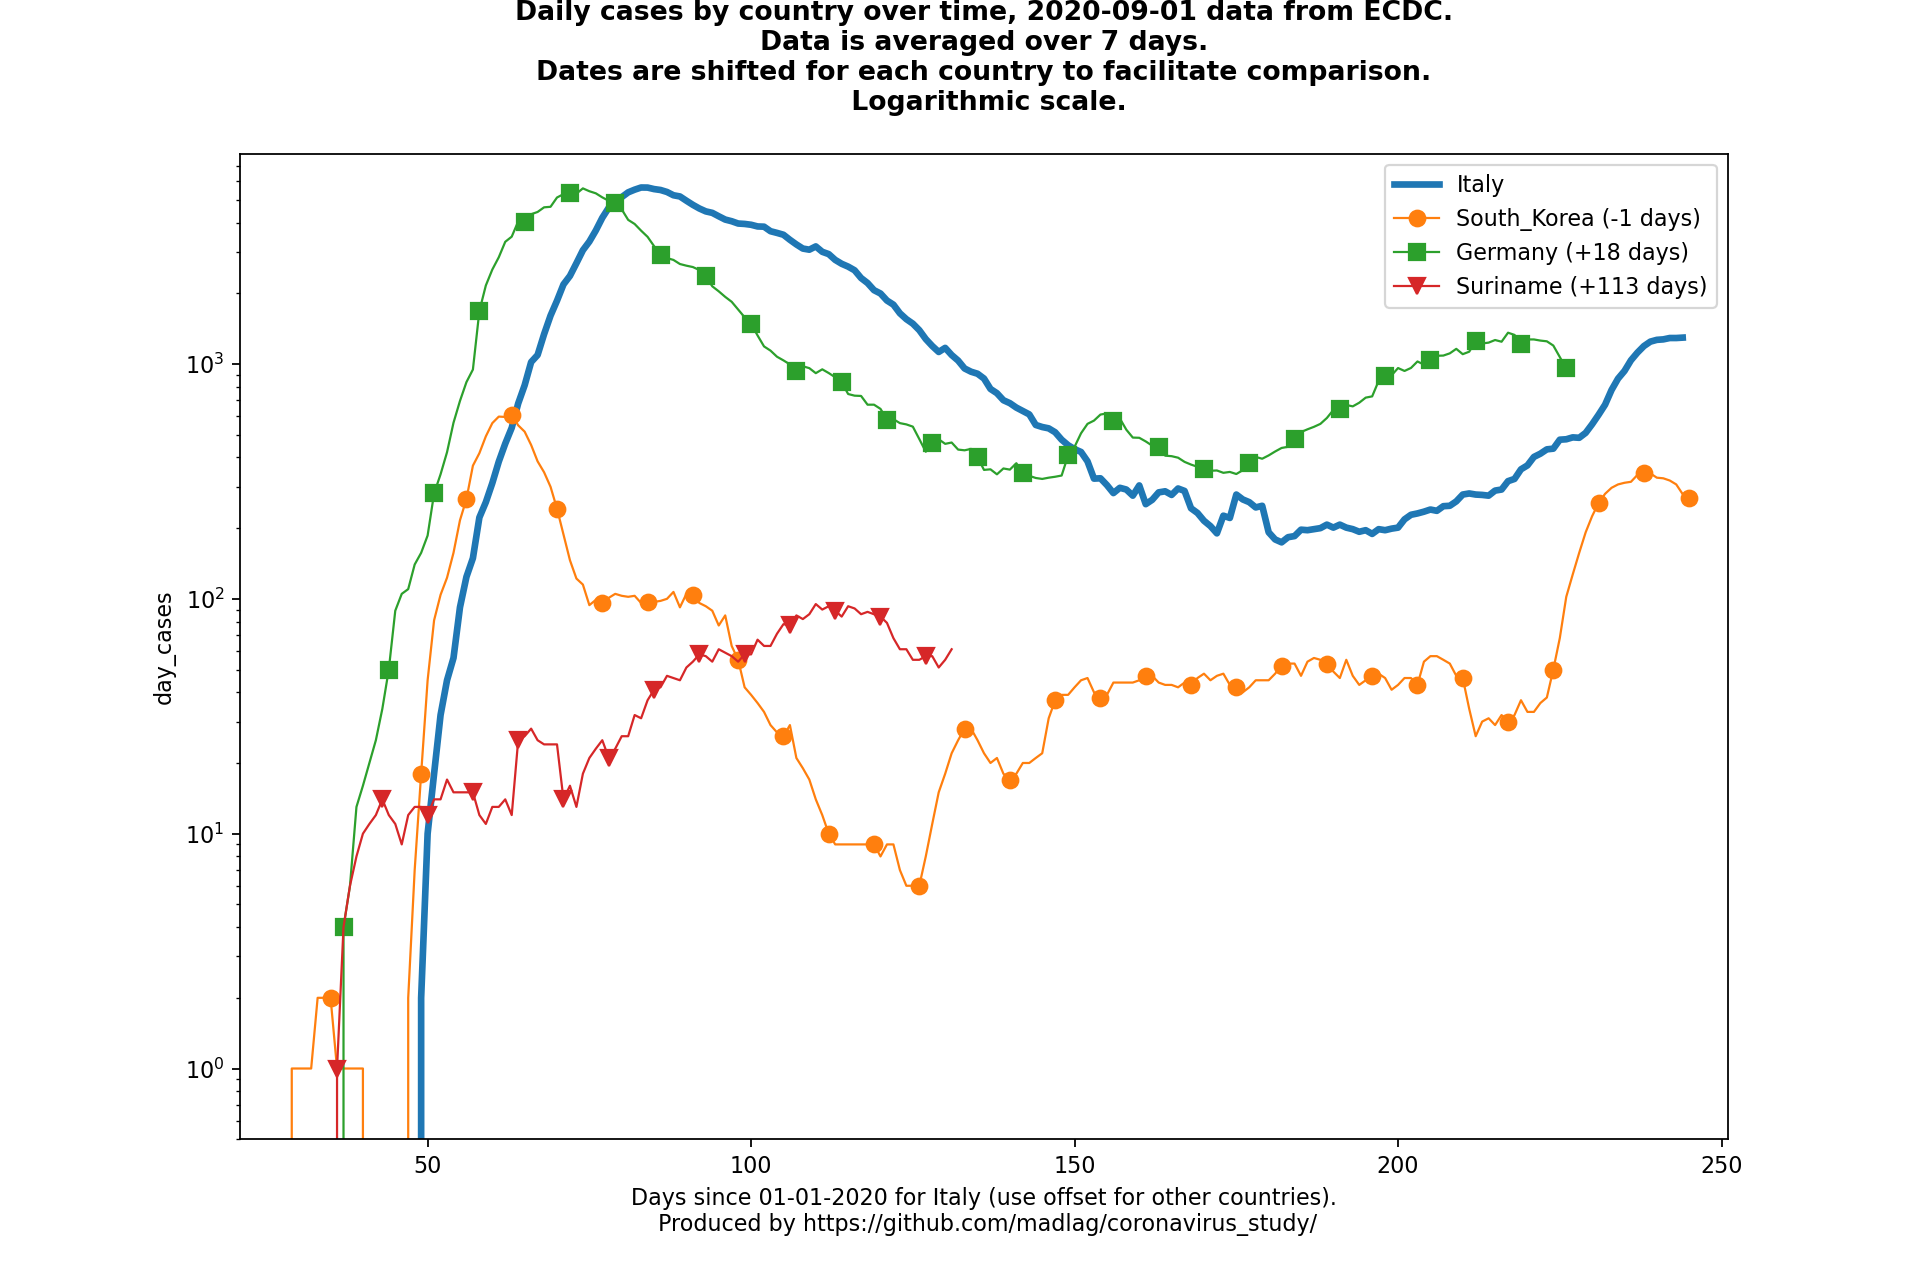 Daily cases by country over time, 2020-09-01 data from ECDC.
Data is averaged over 7 days.
Dates are shifted for each country to facilitate comparison.
Logarithmic scale.
Italy
South_Korea (-1 days)
Germany (+18 days)
Suriname (+113 days)
day_cases
10³
10²
10¹
10⁰
50 100 150 200 250
Days since 01-01-2020 for Italy (use offset for other countries).
Produced by https://github.com/madlag/coronavirus_study/